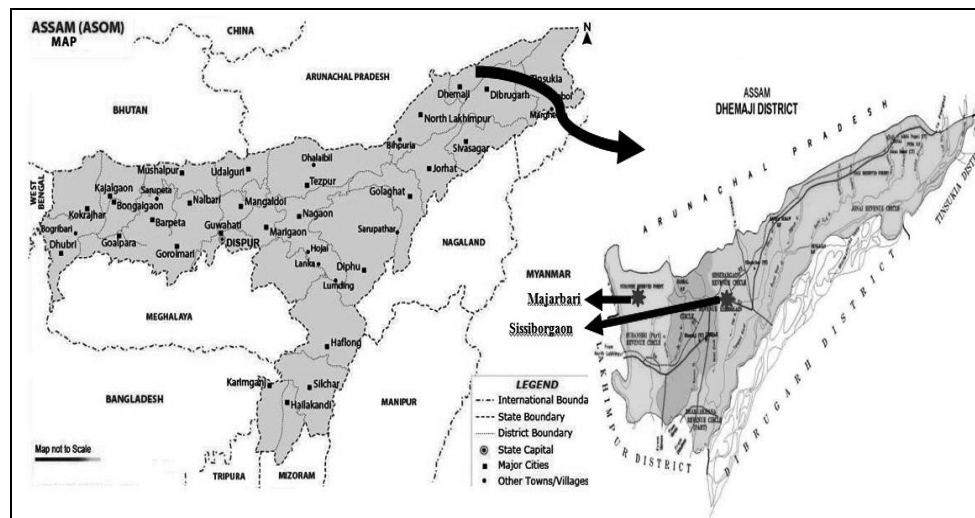 ASSAM (ASOM)
MAP
CHINA
N
ARUNACHAL PRADESH
BHUTAN
Dhemaji
Dibrugarh
North Lakhimpur
Bihpuria
Sivasagar
Dhalaibil
Tezpur
Jorhat
Mushalpur
Udalguri
Golaghat
WEST
BENGAL
Kajalgaon
Sarupeta
Bongaigaon
Nalbari
Mangaldoi
Kokrajhar
Barpeta
Nagaon
Bogribari
Guwahati
Marigaon
Sarupathar
Dhubri
Goalpara
DISPUR
Goroimari
Hojai
NAGALAND
Lanka
Diphu
Lumding
MEGHALAYA
Haflong
Karimganj
Silchar
Hailakandi
BANGLADESH
MANIPUR
Map not to Scale
TRIPURA
MIZORAM
LEGEND
International Bounda
State Boundary
District Boundary
State Capital
Major Cities
Other Towns/Villages
MYANMAR
Majarbari
Sissiborgaon
ASSAM
DHEMAJI DISTRICT
ARUNACHAL PRADESH
TINSUKIA DIST
LAKHIMPUR DISTRICT
DIBRUGARH DISTRICT